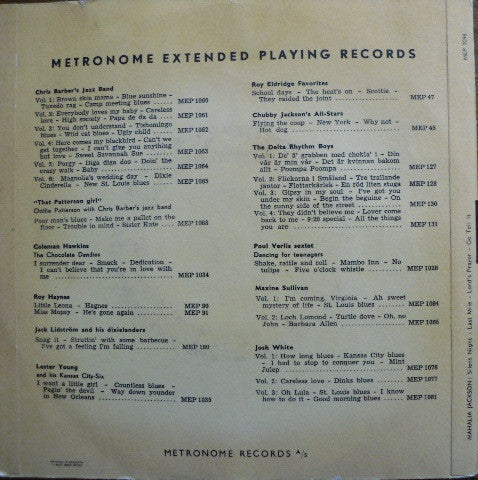 METRONOME EXTENDED PLAYING RECORDS
Chris Barber's Jazz Band
Vol 1: Brown skin mama - Blue sunshine -
Tuxedo rag - Camp meeting blues MEP 1060
Vol 2: Everybody loves my baby - Careless
love - High society - Papa de da da MEP 1061
Vol 3: You don't understand - Tishomingo
blues - Wild cat blues - Ugly child MEP 1062
Vol 4: Here comes my blackbird - Can't we
get together - I can't give you anything
but love - Sweet Savannah Sue MEP 1063
Vol 5: Porgy - Diga diga doo - Doin' the
crazy walk - Baby MEP 1064
Vol 6: Magnolia's wedding day - Dixie
Cinderella - New St. Louis blues MEP 1065
"That Patterson girl"
Ottilie Patterson with Chris Barber's jazz band
Poor man's blues - Make me a pallet on the
floor - Trouble in mind - Sister Kate MEP 1068
Coleman Hawkins
The Chocolate Dandies
I surrender dear - Smack - Dedication -
I can't believe that you're in love with
me MEP 1034
Roy Haynes
Little Leona - Hagnes MEP 90
Miss Mopey - He's gone again MEP 91
Jack Lidström and his dixielanders
Snag it - Struttin' with some barbecue -
I've got a feeling I'm falling MEP 180
Lester Young
and his Kansas City-Six
I want a little girl - Countless blues -
Pagin' the devil - Way down younder
in New Orleans MEP 1035
Roy Eldridge Favorites
School days - The heat's on - Scottie -
They raided the joint MEP 47
Chubby Jackson's All-Stars
Flying the coop - New York - Why not -
Hot dog MEP 45
The Delta Rhythm Boys
Vol. 1: De' ä' grabben med chokla' i - Din
vår är min vår - Det är kvinnan bakom
allt - Poompa Poompa MEP 127
Vol. 2: Flickorna i Småland - Tre trallande
jäntor - Flottarkärlek - En röd liten stuga MEP 128
Vol. 3: Gipsy in my soul - I've got you
under my skin - Begin the beguine - On
the sunny side of the street MEP 130
Vol. 4: They didn't believe me - Lover come
back to me - 9:20 special - All the things
you are MEP 131
Poul Verlis sextet
Dancing for teenagers
Shake, rattle and roll - Mambo Inn - No
tulips - Five o'clock whistle MEP 1028
Maxine Sullivan
Vol. 1: I'm coming, Virginia - Ah sweet
mystery of life - St. Louis blues MEP 1084
Vol. 2: Loch Lomond - Turtle dove - Oh, no
John - Barbara Allen MEP 1085
Josh White
Vol. 1: How long blues - Kansas City blues
- I had to stop to conquer you - Mint
Julep MEP 1076
Vol. 2: Careless love - Dinks blues MEP 1077
Vol. 3: Oh Lula - St. Louis blues - I know
how to do it - Good morning blues MEP 1081
METRONOME RECORDS A/S
MAHALIA JACKSON: Silent Night - Last Mile - Lord's Prayer - Go Tell It